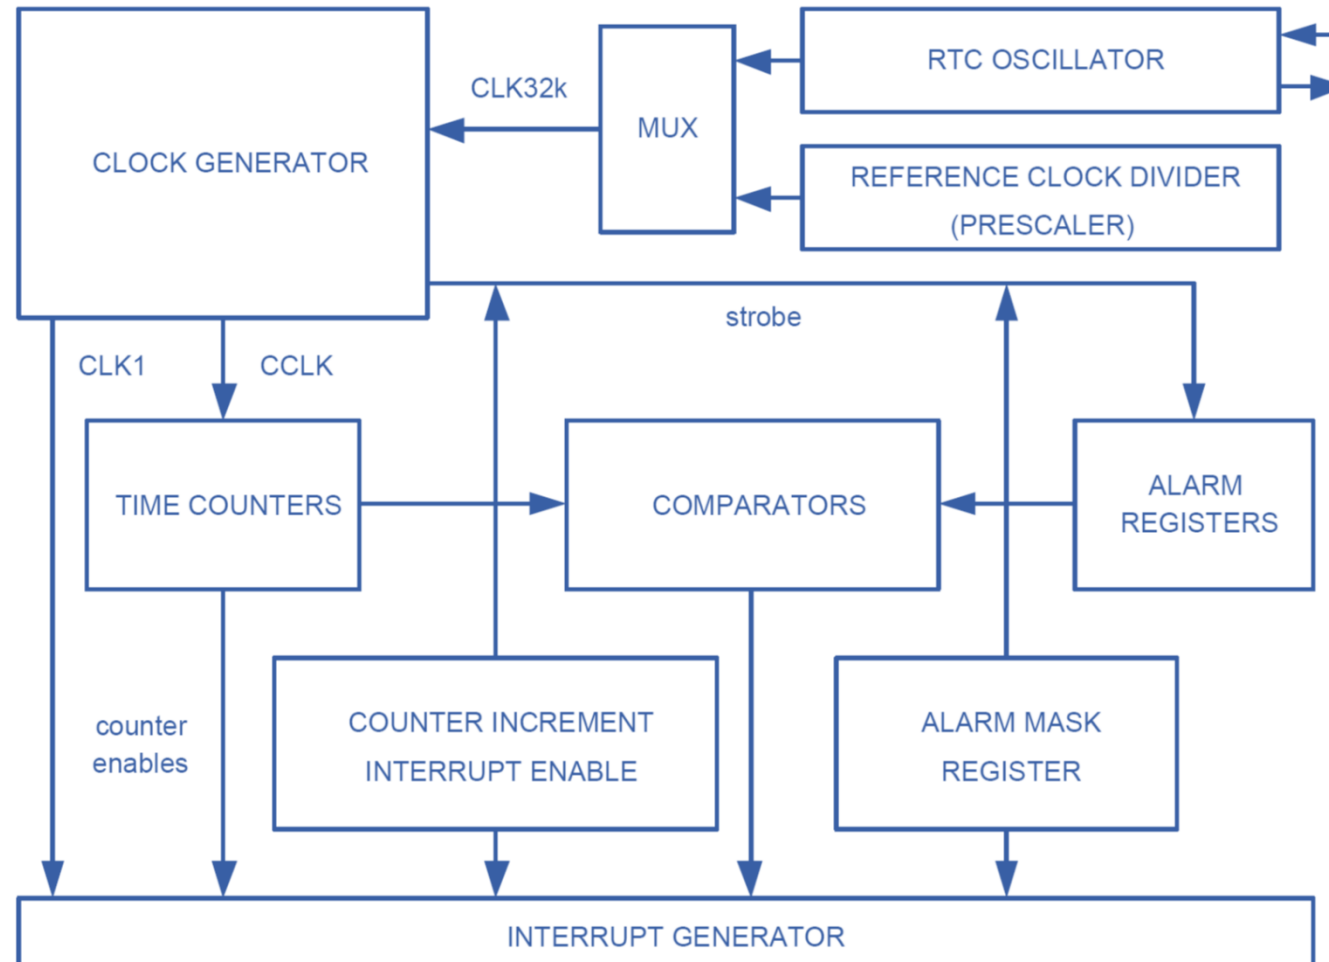 RTC OSCILLATOR
CLK32k
MUX
CLOCK GENERATOR
REFERENCE CLOCK DIVIDER
(PRESCALER)
strobe
CLK1
CCLK
TIME COUNTERS
COMPARATORS
ALARM
REGISTERS
counter
enables
COUNTER INCREMENT
INTERRUPT ENABLE
ALARM MASK
REGISTER
INTERRUPT GENERATOR